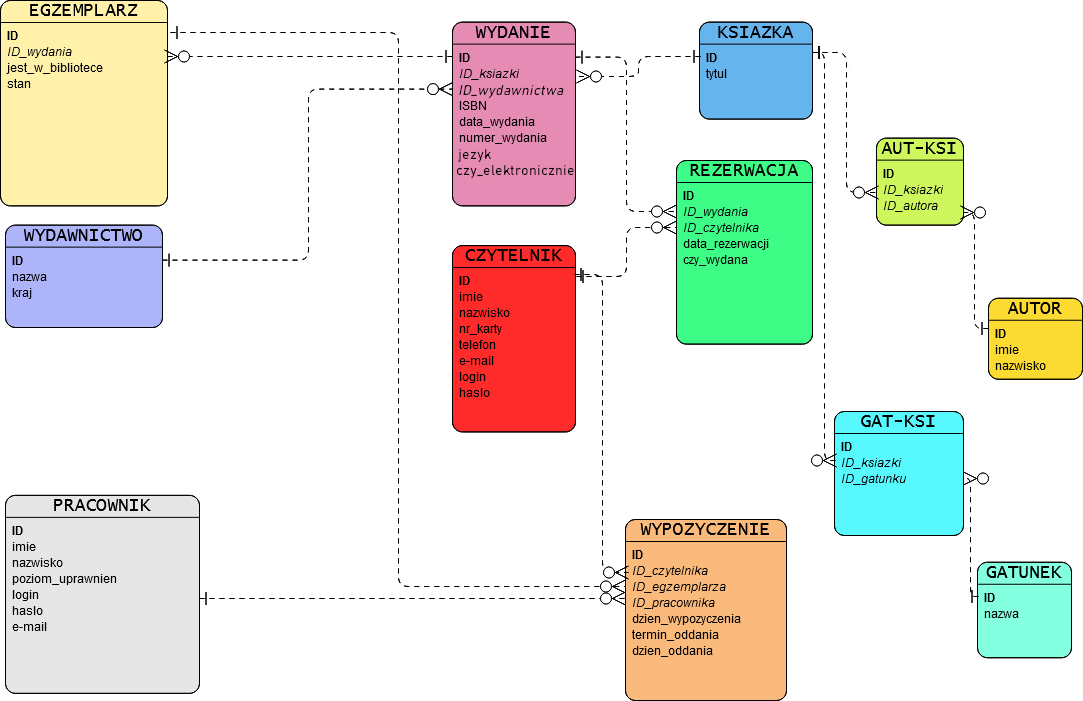 EGZEMPLARZ
ID
ID_wydania
jest_w_bibliotece
stan
WYDANIE
ID
ID_ksiazki
ID_wydawnictwa
ISBN
data_wydania
numer_wydania
jezyk
czy_elektronicznie
KSIAZKA
ID
tytul
AUT-KSI
ID
ID_ksiazki
ID_autora
REZERWACJA
ID
ID_wydania
ID_czytelnika
data_rezerwacji
czy_wydana
WYDAWNICTWO
ID
nazwa
kraj
CZYTELNIK
ID
imie
nazwisko
nr_karty
telefon
e-mail
login
haslo
AUTOR
ID
imie
nazwisko
GAT-KSI
ID
ID_ksiazki
ID_gatunku
PRACOWNIK
ID
imie
nazwisko
poziom_uprawnien
login
haslo
e-mail
WYPOZYCZENIE
ID
ID_czytelnika
ID_egzemplarza
ID_pracownika
dzien_wypozyczenia
termin_oddania
dzien_oddania
GATUNEK
ID
nazwa